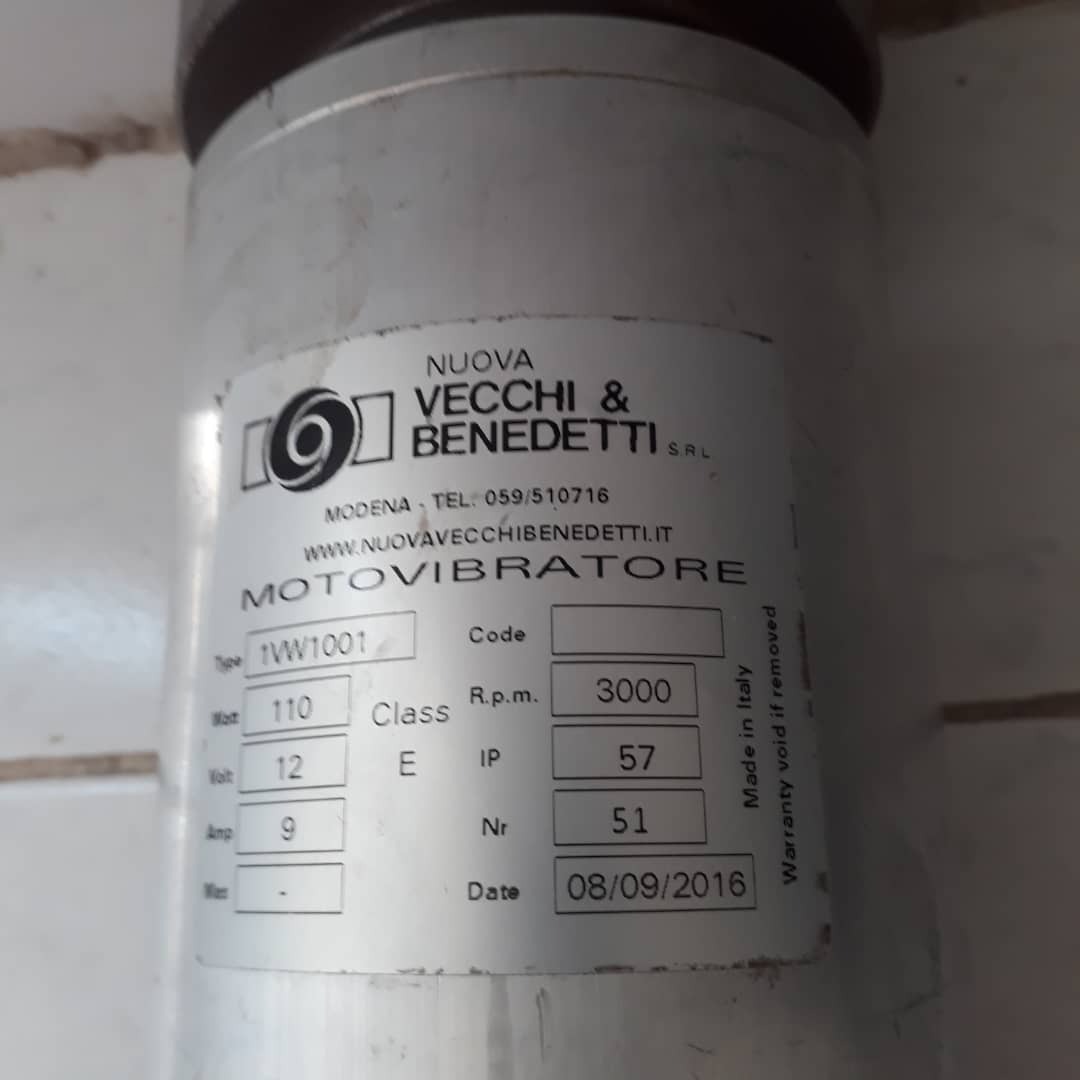 NUOVA
VECCHI &
BENEDETTI S.R.L
MODENA - TEL. 059/510716
WWW.NUOVAVECCHIBENEDETTI.IT
MOTOVIBRATORE
Type 1VW1001
Code
Watt 110
Class
R.p.m. 3000
Volt 12
E
IP 57
Amp 9
Nr 51
-
Date 08/09/2016
Made in Italy
Warranty void if removed